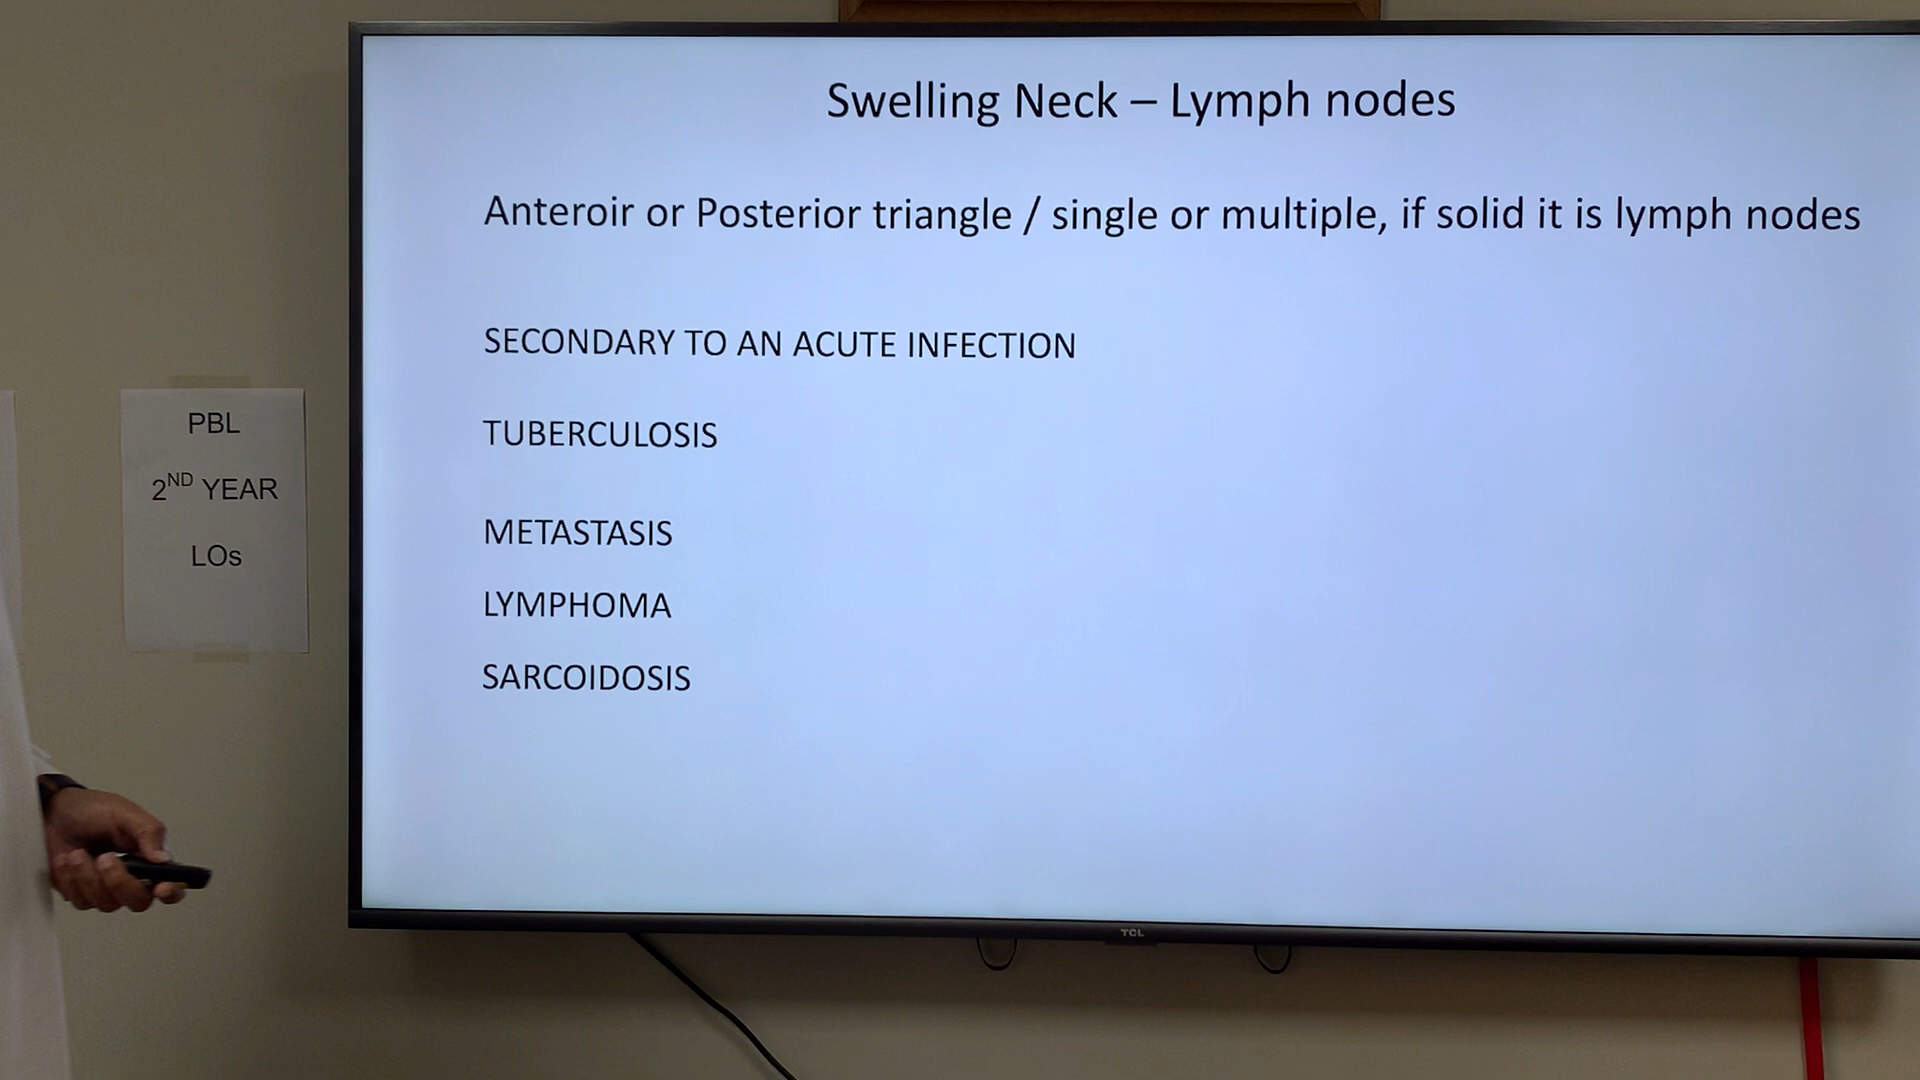 Swelling Neck – Lymph nodes
Anteroir or Posterior triangle / single or multiple, if solid it is lymph nodes
SECONDARY TO AN ACUTE INFECTION
TUBERCULOSIS
METASTASIS
LYMPHOMA
SARCOIDOSIS
PBL
2ND YEAR
LOs
TCL